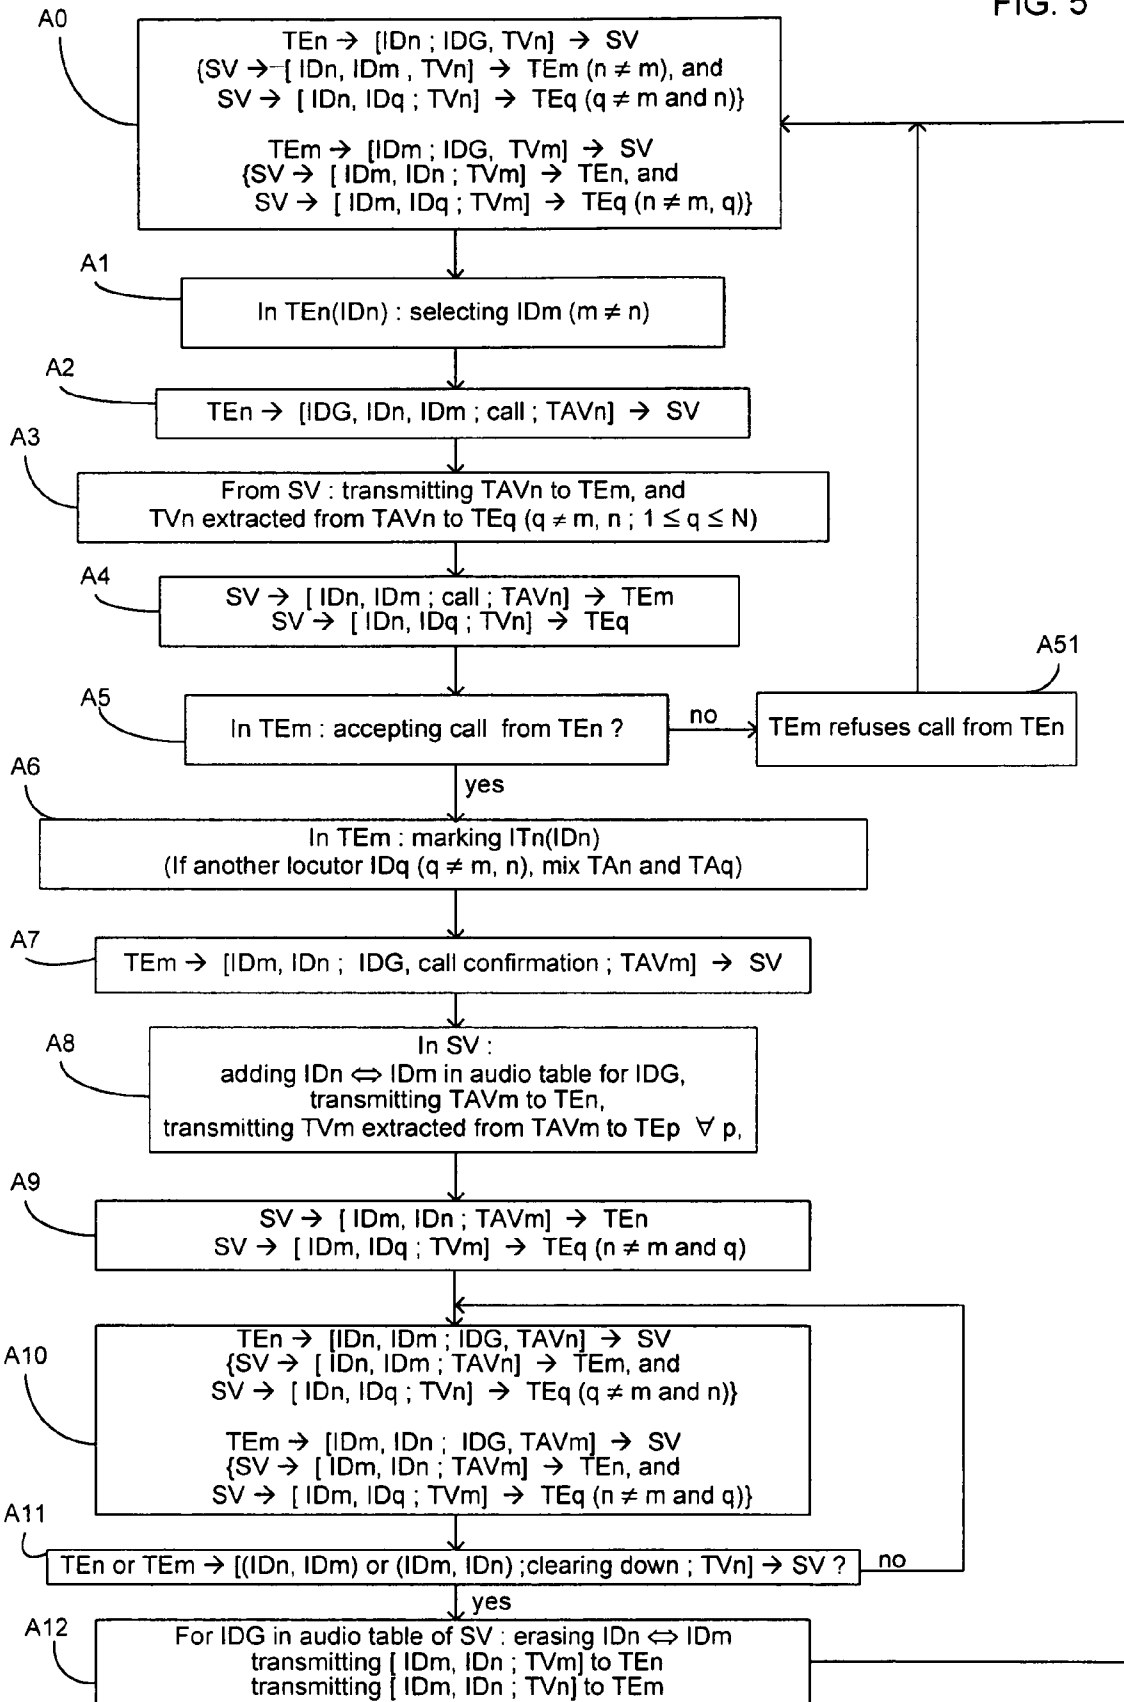 FIG. 5
A0
TEn → [IDn ; IDG, TVn] → SV
{SV → [ IDn, IDm , TVn] → TEm (n ≠ m), and
SV → [ IDn, IDq ; TVn] → TEq (q ≠ m and n)}
TEm → [IDm ; IDG, TVm] → SV
{SV → [ IDm, IDn ; TVm] → TEn, and
SV → [ IDm, IDq ; TVm] → TEq (n ≠ m, q)}
A1
In TEn(IDn) : selecting IDm (m ≠ n)
A2
TEn → [IDG, IDn, IDm ; call ; TAVn] → SV
A3
From SV : transmitting TAVn to TEm, and
TVn extracted from TAVn to TEq (q ≠ m, n ; 1 ≤ q ≤ N)
A4
SV → [ IDn, IDm ; call ; TAVn] → TEm
SV → [ IDn, IDq ; TVn] → TEq
A5
In TEm : accepting call from TEn ?
no
A51
TEm refuses call from TEn
yes
A6
In TEm : marking ITn(IDn)
(If another locutor IDq (q ≠ m, n), mix TAn and TAq)
A7
TEm → [IDm, IDn ; IDG, call confirmation ; TAVm] → SV
A8
In SV :
adding IDn ⇔ IDm in audio table for IDG,
transmitting TAVm to TEn,
transmitting TVm extracted from TAVm to TEp ∀ p,
A9
SV → [ IDm, IDn ; TAVm] → TEn
SV → [ IDm, IDq ; TVm] → TEq (n ≠ m and q)
A10
TEn → [IDn, IDm ; IDG, TAVn] → SV
{SV → [ IDn, IDm ; TAVn] → TEm, and
SV → [ IDn, IDq ; TVn] → TEq (q ≠ m and n)}
TEm → [IDm, IDn ; IDG, TAVm] → SV
{SV → [ IDm, IDn ; TAVm] → TEn, and
SV → [ IDm, IDq ; TVm] → TEq (n ≠ m and q)}
A11
TEn or TEm → [(IDn, IDm) or (IDm, IDn) ;clearing down ; TVn] → SV ?
no
yes
A12
For IDG in audio table of SV : erasing IDn ⇔ IDm
transmitting [ IDm, IDn ; TVm] to TEn
transmitting [ IDm, IDn ; TVn] to TEm